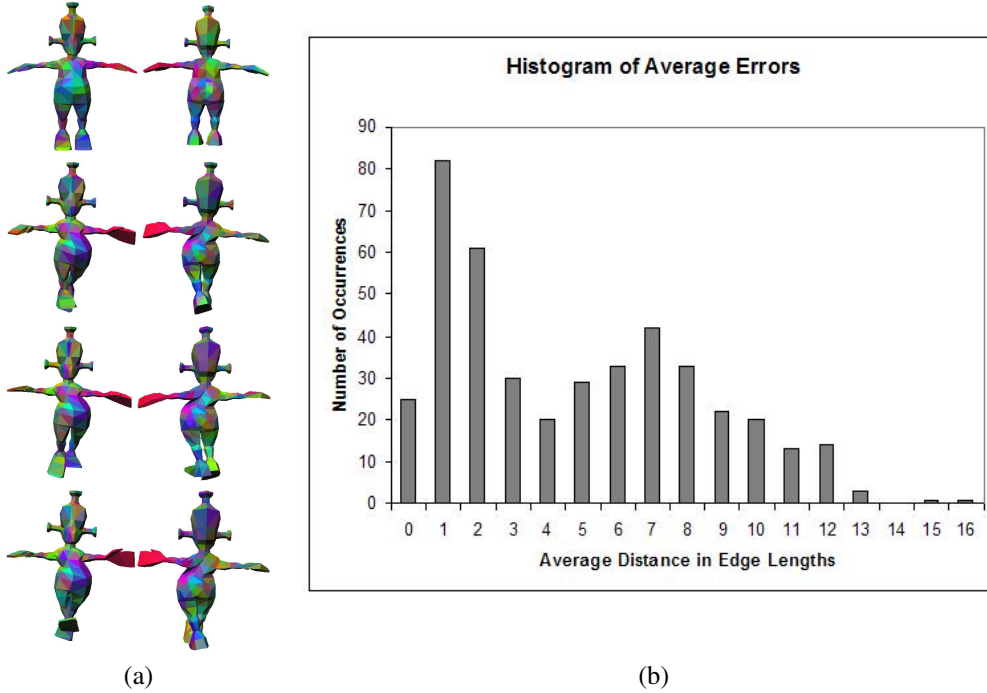 Histogram of Average Errors
Number of Occurrences
90
80
70
60
50
40
30
20
10
0
0 1 2 3 4 5 6 7 8 9 10 11 12 13 14 15 16
Average Distance in Edge Lengths
(a) (b)